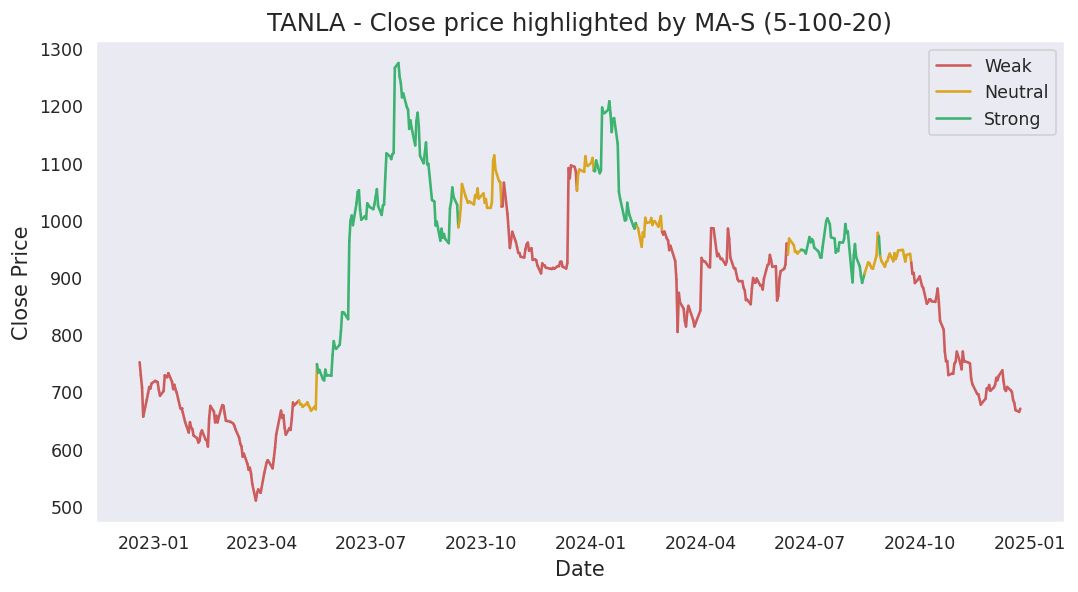 TANLA - Close price highlighted by MA-S (5-100-20)
Weak
Neutral
Strong
Close Price
1300
1200
1100
1000
900
800
700
600
500
2023-01 2023-04 2023-07 2023-10 2024-01 2024-04 2024-07 2024-10 2025-01
Date